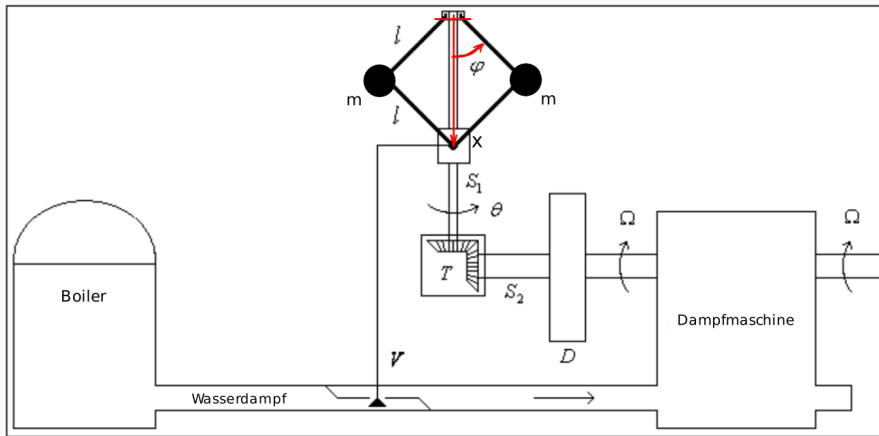 l
φ
m
m
l
x
S₁
θ
Ω
Ω
T
S₂
Boiler
Dampfmaschine
D
V
Wasserdampf